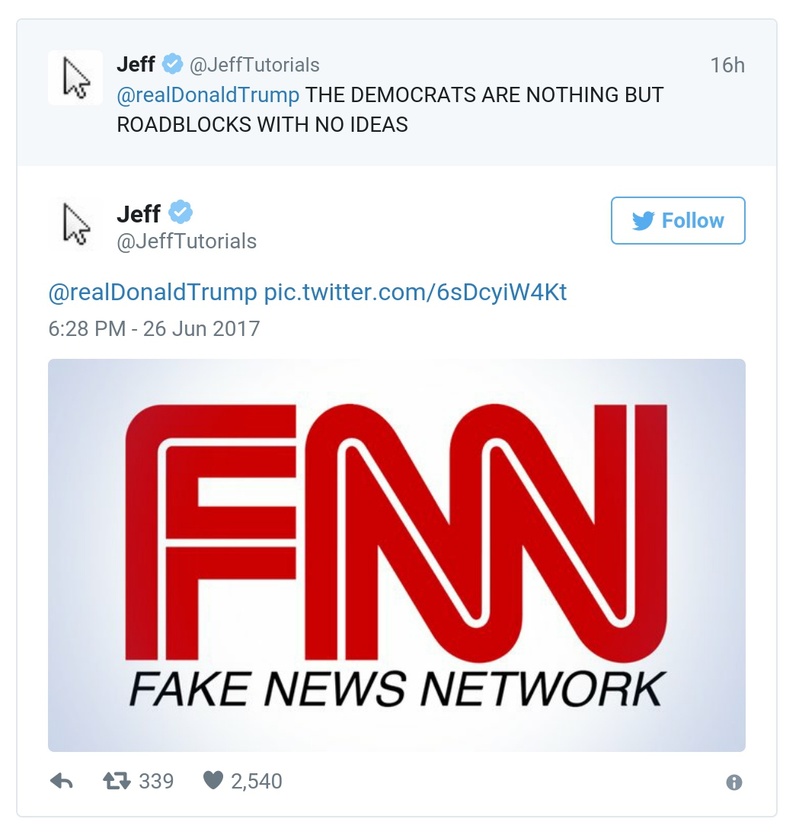 Jeff @JeffTutorials 16h
@realDonaldTrump THE DEMOCRATS ARE NOTHING BUT
ROADBLOCKS WITH NO IDEAS
Jeff
@JeffTutorials
Follow
@realDonaldTrump pic.twitter.com/6sDcyiW4Kt
6:28 PM - 26 Jun 2017
FNN
FAKE NEWS NETWORK
339 2,540